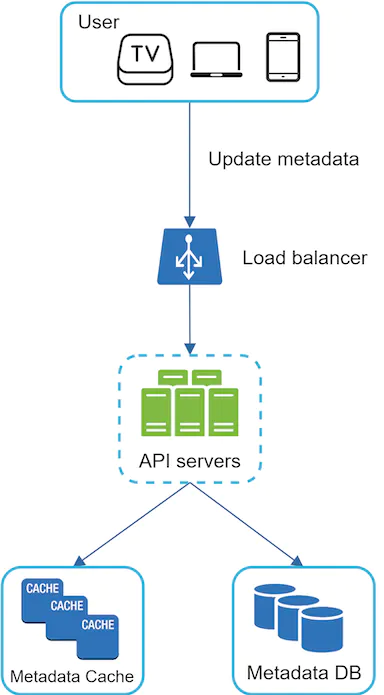 User
TV
Update metadata
Load balancer
API servers
CACHE
CACHE
CACHE
Metadata Cache
Metadata DB